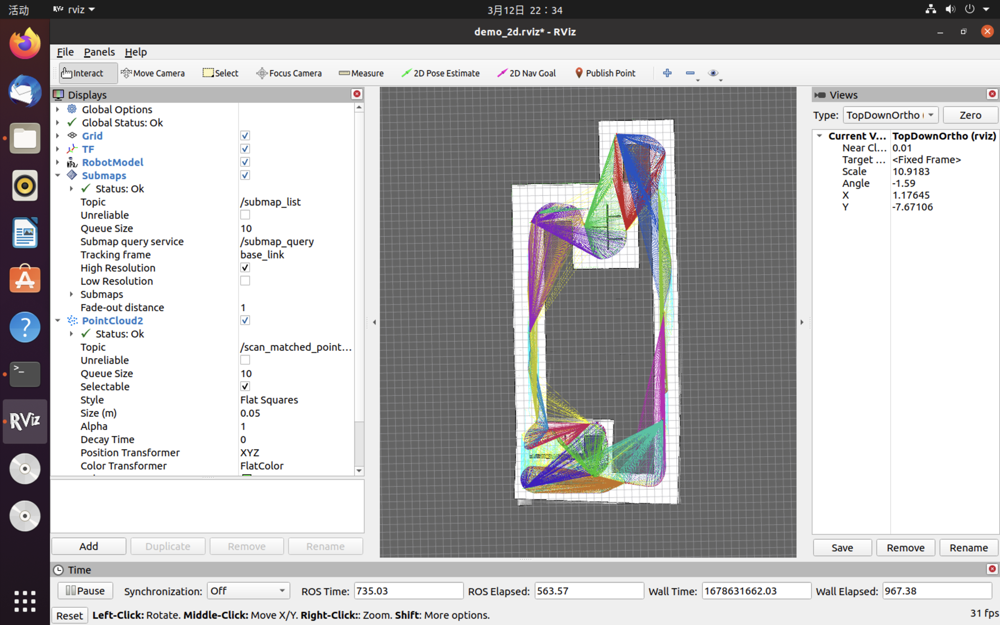 活动
RViz rviz
3月12日 22：34
demo_2d.rviz* - RViz
File Panels Help
Interact Move Camera Select Focus Camera Measure 2D Pose Estimate 2D Nav Goal Publish Point
Displays
Global Options
Global Status: Ok
Grid
TF
RobotModel
Submaps
Status: Ok
Topic /submap_list
Unreliable
Queue Size 10
Submap query service /submap_query
Tracking frame base_link
High Resolution
Low Resolution
Submaps
Fade-out distance 1
PointCloud2
Status: Ok
Topic /scan_matched_point...
Unreliable
Queue Size 10
Selectable
Style Flat Squares
Size (m) 0.05
Alpha 1
Decay Time 0
Position Transformer XYZ
Color Transformer FlatColor
Add Duplicate Remove Rename
Views
Type: TopDownOrtho ( Zero
Current V... TopDownOrtho (rviz)
Near Cl... 0.01
Target ... <Fixed Frame>
Scale 10.9183
Angle -1.59
X 1.17645
Y -7.67106
Save Remove Rename
RViz
Time
Pause Synchronization: Off ROS Time: 735.03 ROS Elapsed: 563.57 Wall Time: 1678631662.03 Wall Elapsed: 967.38
Reset Left-Click: Rotate. Middle-Click: Move X/Y. Right-Click:: Zoom. Shift: More options.
31 fps